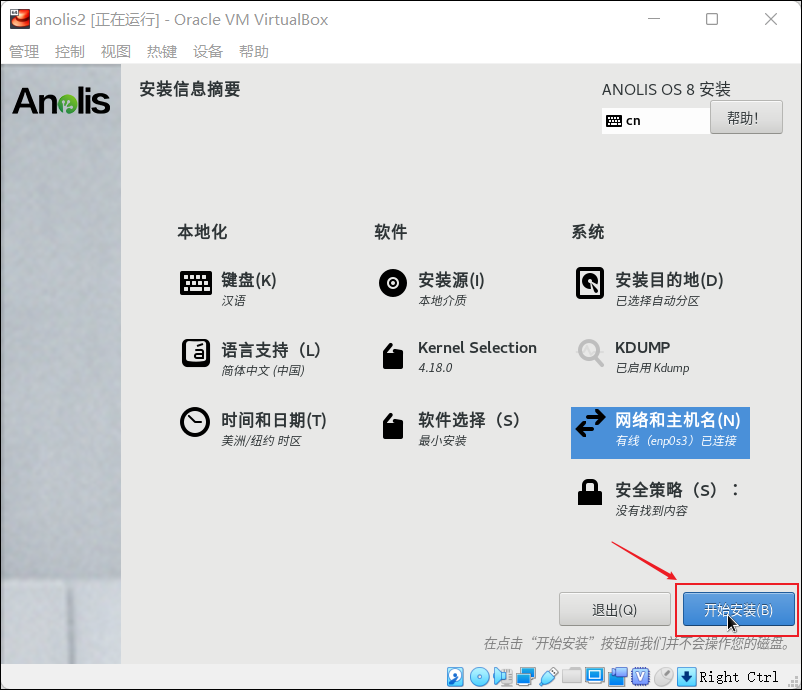 anolis2 [正在运行] - Oracle VM VirtualBox
管理 控制 视图 热键 设备 帮助
Anolis
安装信息摘要
ANOLIS OS 8 安装
cn
帮助!
本地化
软件
系统
键盘(K)
汉语
安装源(I)
本地介质
安装目的地(D)
已选择自动分区
语言支持（L）
简体中文 (中国)
Kernel Selection
4.18.0
KDUMP
已启用 Kdump
时间和日期(T)
美洲/纽约 时区
软件选择（S）
最小安装
网络和主机名(N)
有线（enp0s3）已连接
安全策略（S）：
没有找到内容
退出(Q)
开始安装(B)
在点击“开始安装”按钮前我们并不会操作您的磁盘。
Right Ctrl